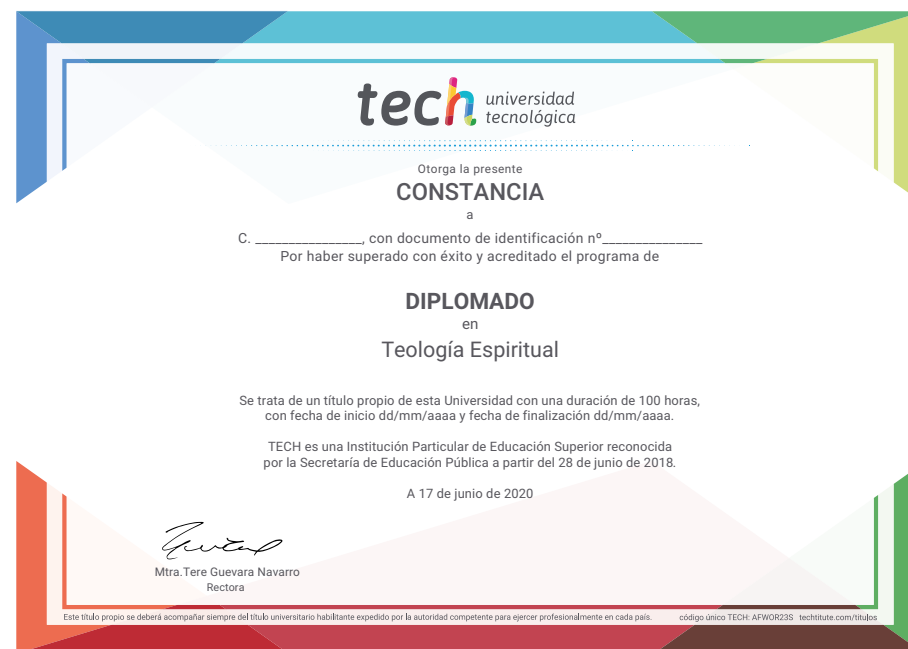 tech universidad
tecnológica
Otorga la presente
CONSTANCIA
a
C. ________________, con documento de identificación nº_______________
Por haber superado con éxito y acreditado el programa de
DIPLOMADO
en
Teología Espiritual
Se trata de un título propio de esta Universidad con una duración de 100 horas,
con fecha de inicio dd/mm/aaaa y fecha de finalización dd/mm/aaaa.
TECH es una Institución Particular de Educación Superior reconocida
por la Secretaría de Educación Pública a partir del 28 de junio de 2018.
A 17 de junio de 2020
Mtra.Tere Guevara Navarro
Rectora
Este título propio se deberá acompañar siempre del título universitario habilitante expedido por la autoridad competente para ejercer profesionalmente en cada país. código único TECH: AFWOR23S techtitute.com/titulos